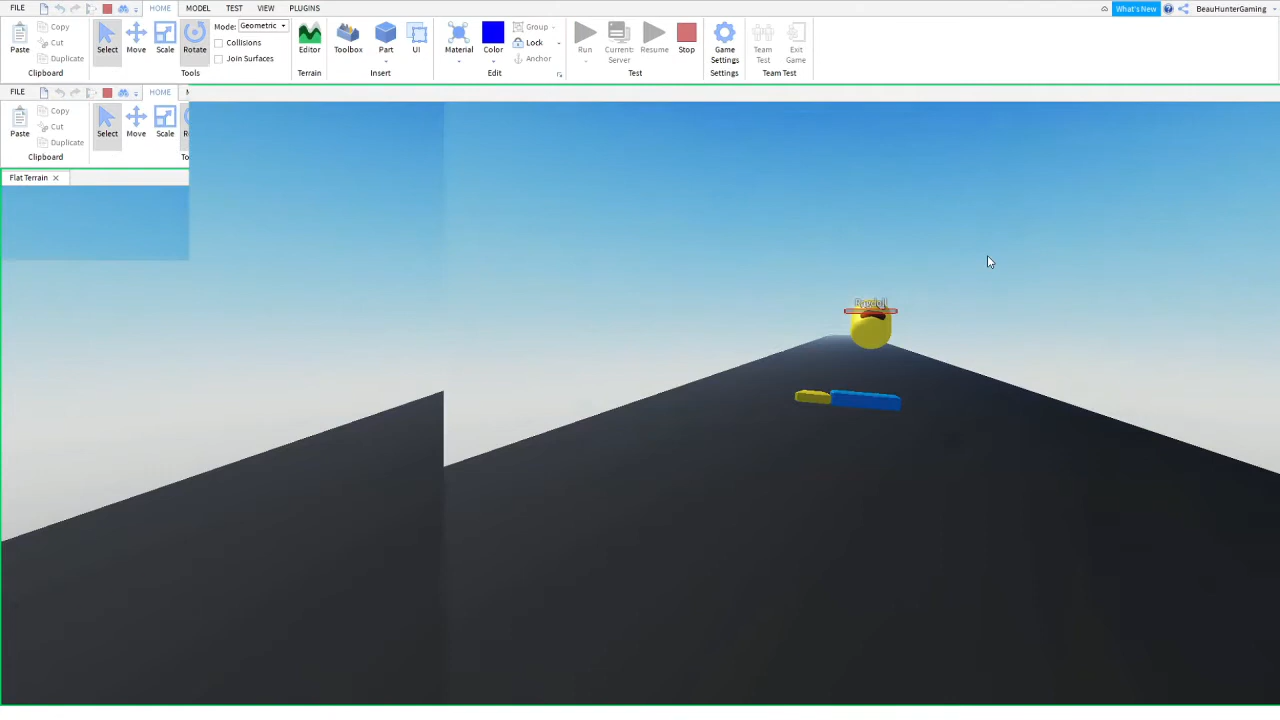 FILE HOME MODEL TEST VIEW PLUGINS What's New BeauHunterGaming
Paste Copy Cut Duplicate Clipboard
Select Move Scale Rotate Mode: Geometric Collisions Join Surfaces Tools
Editor Terrain
Toolbox Part UI Insert
Material Color Group Lock Anchor Edit
Run Current: Server Resume Stop Test
Game Settings Settings
Team Test Exit Game Team Test
FILE HOME
Paste Copy Cut Duplicate Clipboard
Select Move Scale
Flat Terrain
Ragdoll